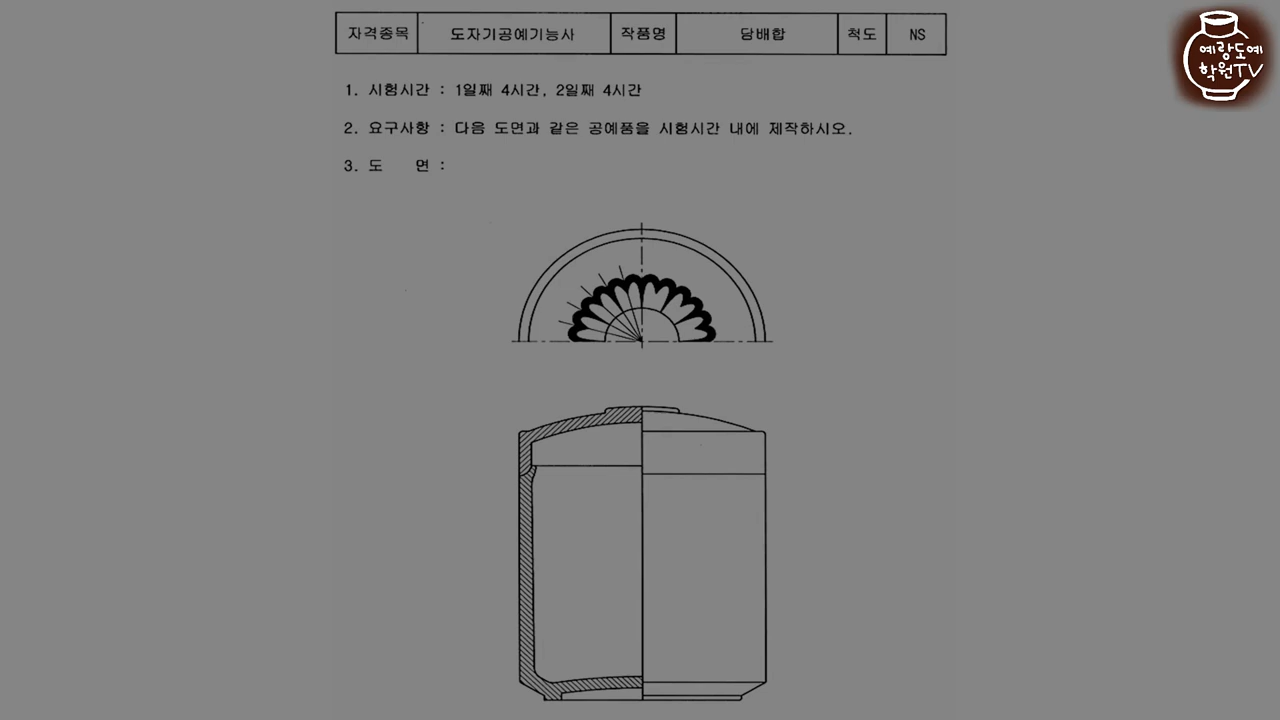 자격종목 도자기공예기능사 작품명 담배합 척도 NS
예랑도예
학원TV
1. 시험시간 : 1일째 4시간, 2일째 4시간
2. 요구사항 : 다음 도면과 같은 공예품을 시험시간 내에 제작하시오.
3. 도 면 :